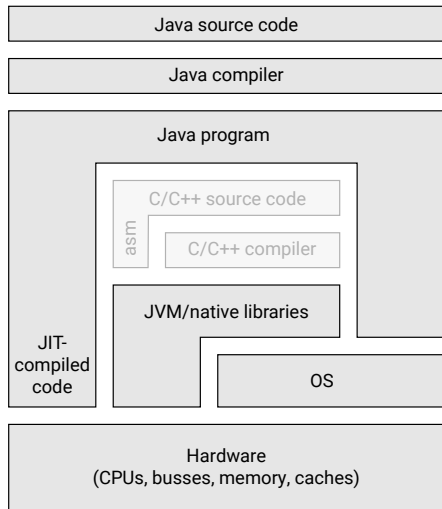 Java source code
Java compiler
Java program
C/C++ source code
asm
C/C++ compiler
JVM/native libraries
JIT-
compiled
code
OS
Hardware
(CPUs, busses, memory, caches)